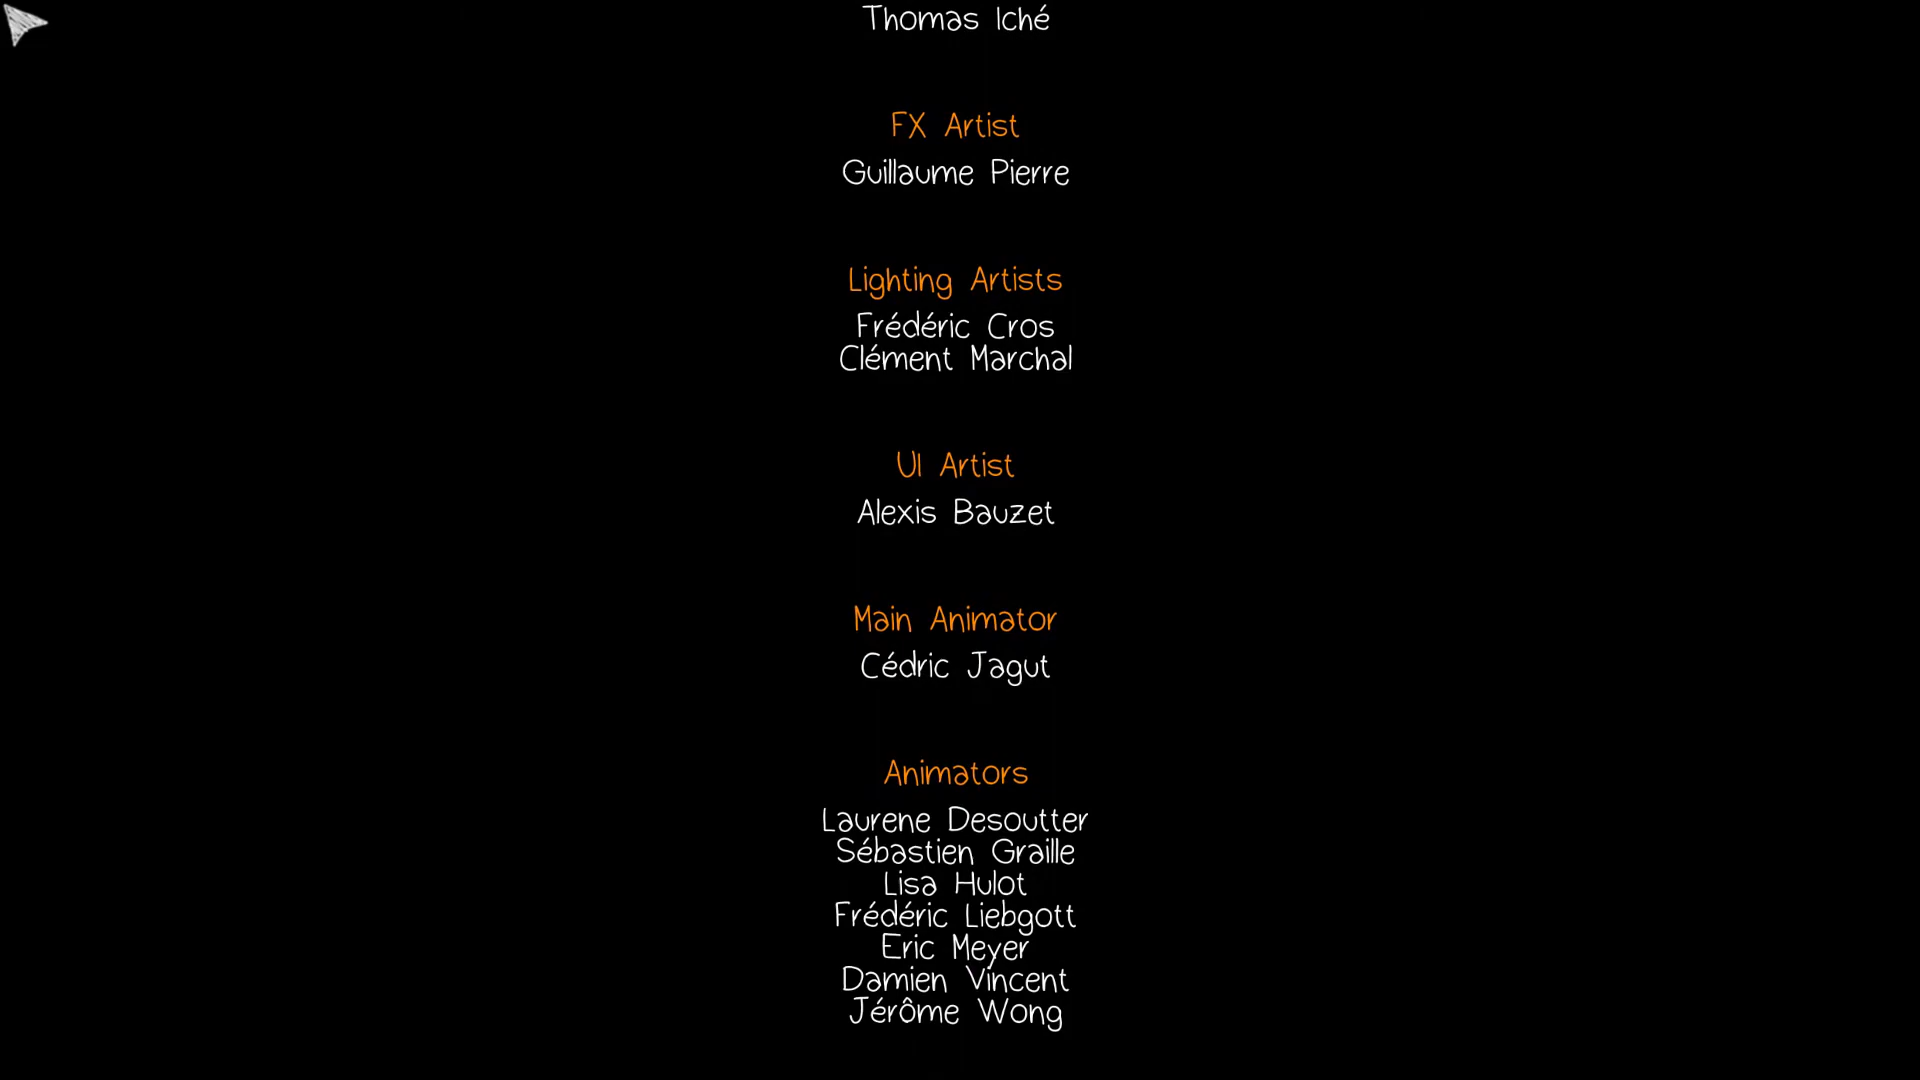 Thomas Iché
FX Artist
Guillaume Pierre
Lighting Artists
Frédéric Cros
Clément Marchal
UI Artist
Alexis Bauzet
Main Animator
Cédric Jagut
Animators
Laurene Desoutter
Sébastien Graille
Lisa Hulot
Frédéric Liebgott
Eric Meyer
Damien Vincent
Jérôme Wong